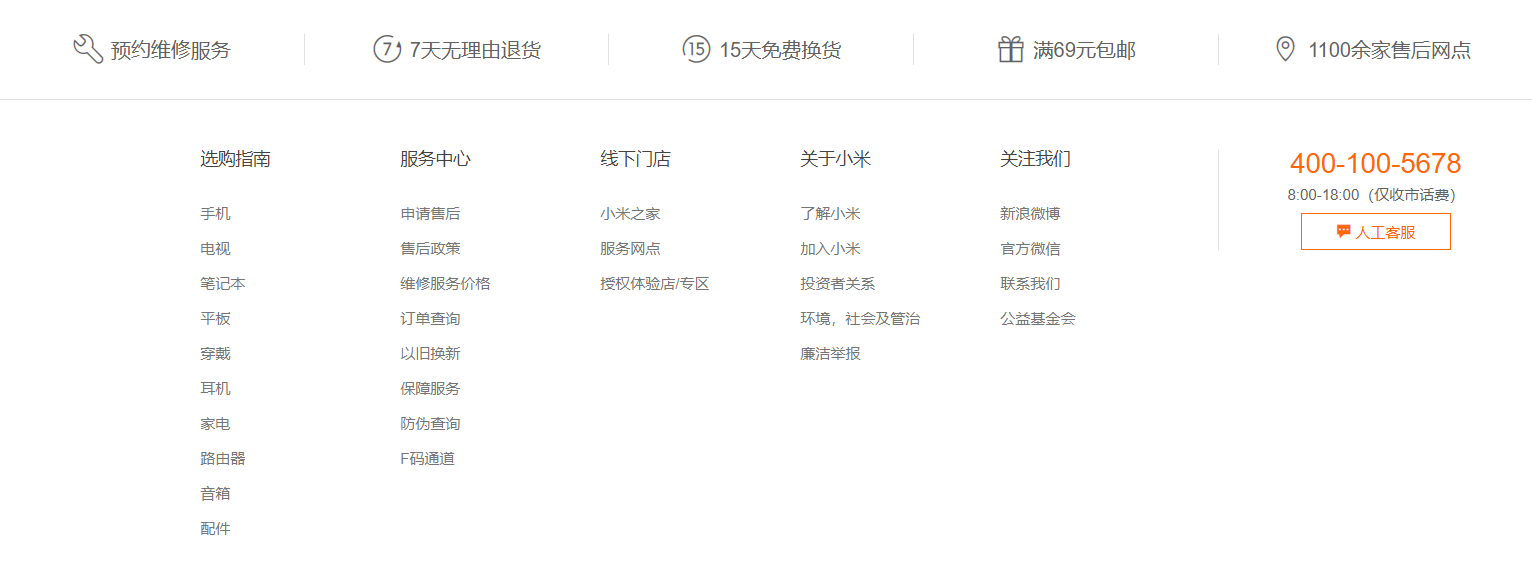 预约维修服务
7 7天无理由退货
15 15天免费换货
满69元包邮
1100余家售后网点
选购指南
手机
电视
笔记本
平板
穿戴
耳机
家电
路由器
音箱
配件
服务中心
申请售后
售后政策
维修服务价格
订单查询
以旧换新
保障服务
防伪查询
F码通道
线下门店
小米之家
服务网点
授权体验店/专区
关于小米
了解小米
加入小米
投资者关系
环境，社会及管治
廉洁举报
关注我们
新浪微博
官方微信
联系我们
公益基金会
400-100-5678
8:00-18:00（仅收市话费）
人工客服